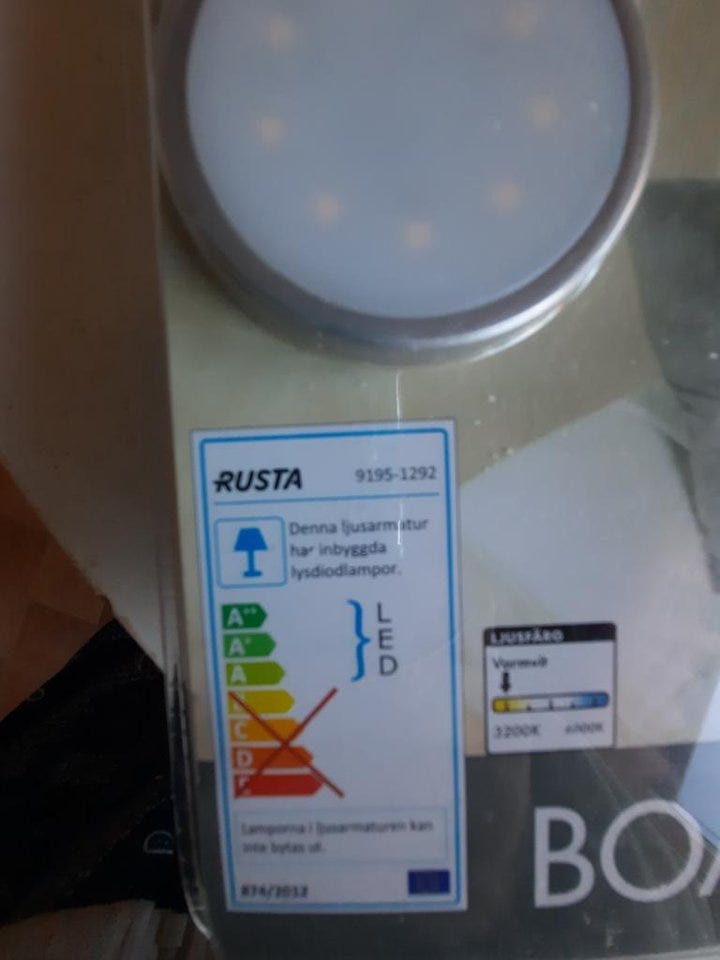 RUSTA 9195-1292
Denna ljusarmatur
har inbyggda
lysdiodlampor.
A++
A+
A
C
D
L
E
D
Lamporna i ljusarmaturen kan
inte bytas ut.
874/2012
LJUSFÄRG
Varmvit
3200K 6000K
BO